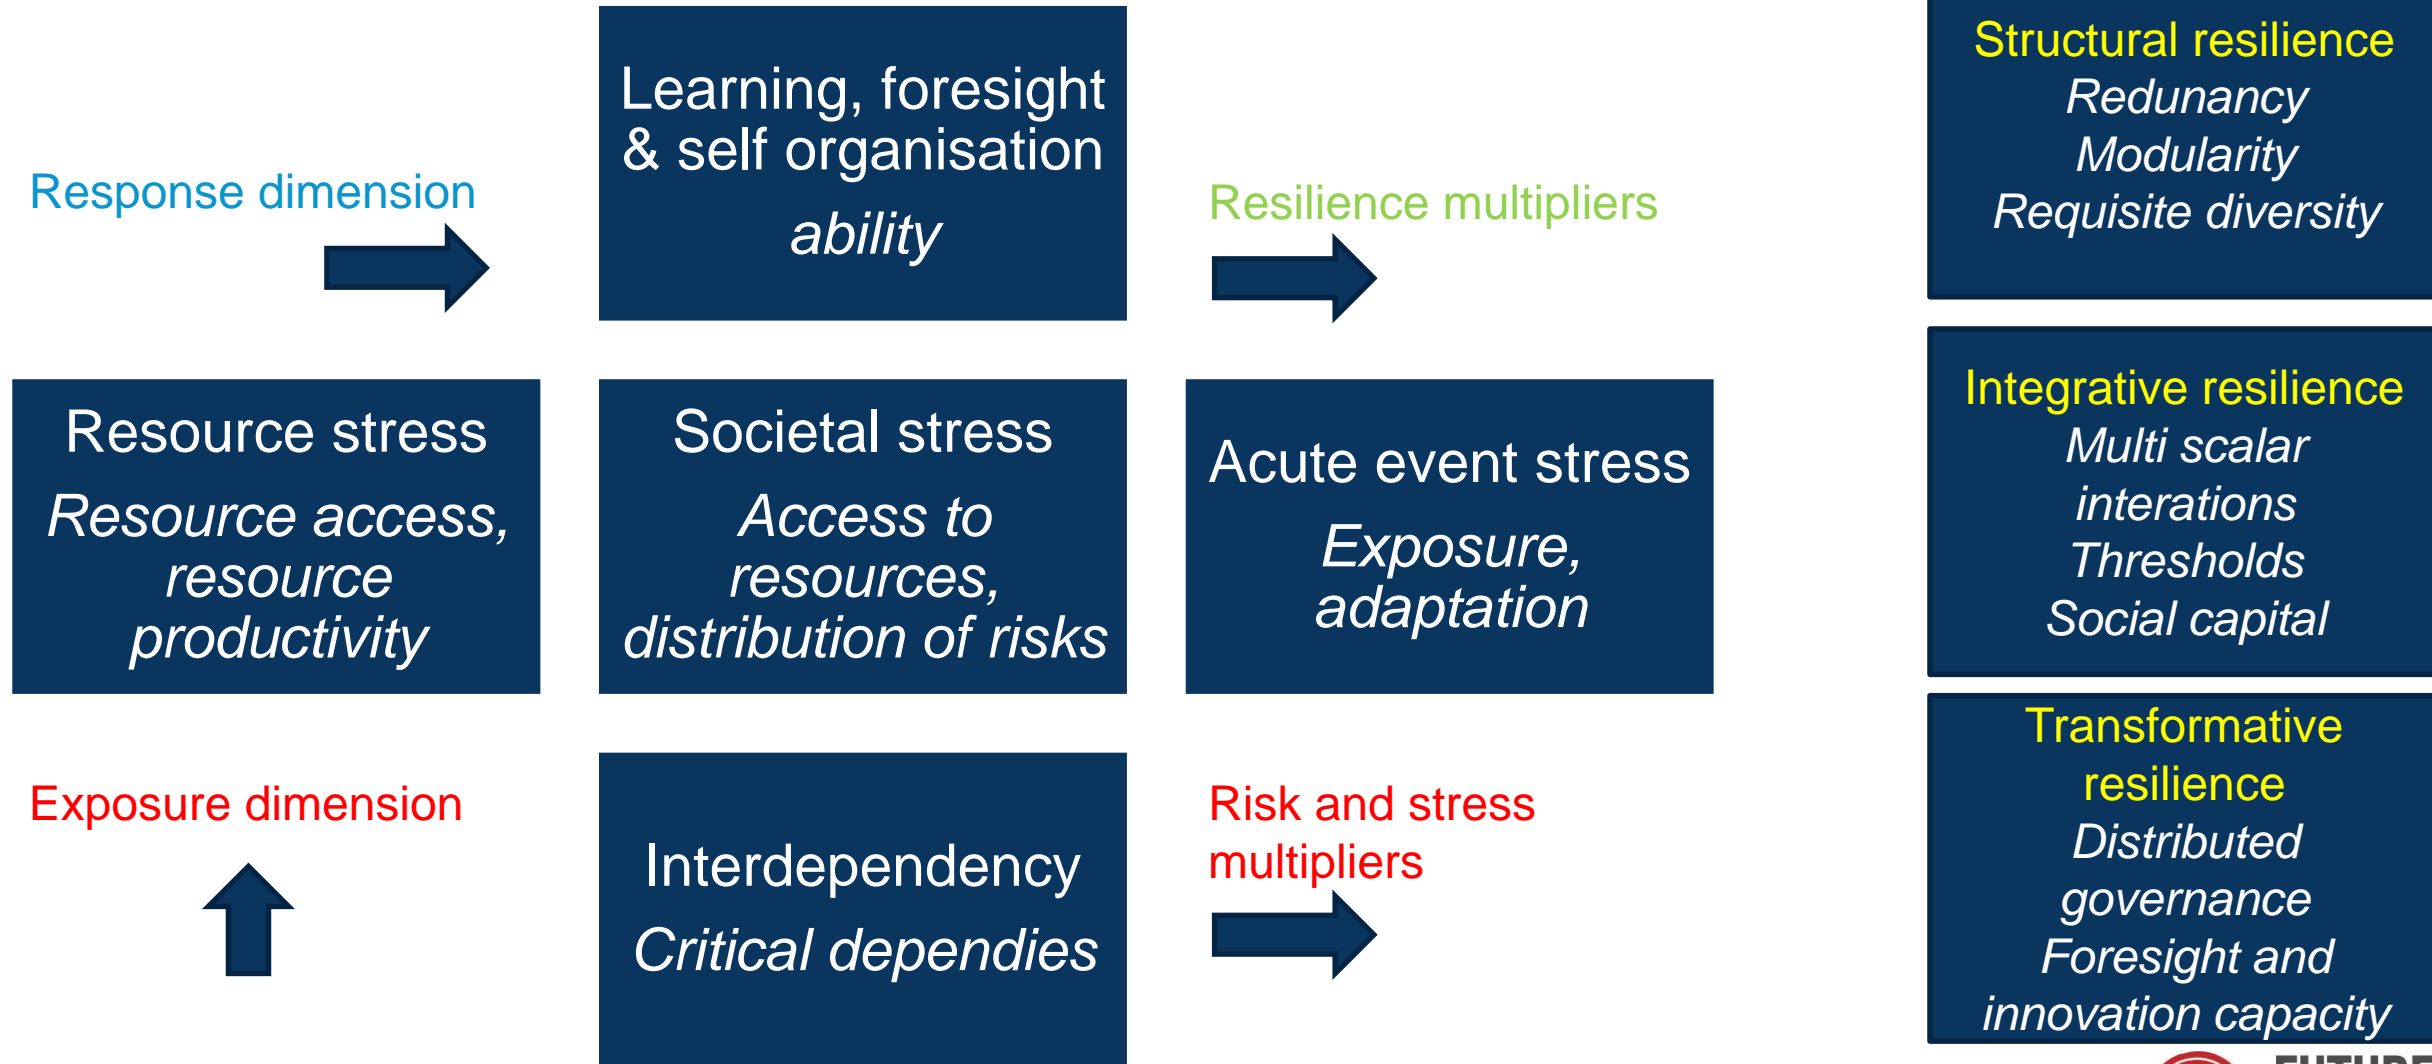 Response dimension
Learning, foresight
& self organisation
ability
Resilience multipliers
Resource stress
Resource access,
resource
productivity
Societal stress
Access to
resources,
distribution of risks
Acute event stress
Exposure,
adaptation
Exposure dimension
Interdependency
Critical dependies
Risk and stress
multipliers
Structural resilience
Redunancy
Modularity
Requisite diversity
Integrative resilience
Multi scalar
interations
Thresholds
Social capital
Transformative
resilience
Distributed
governance
Foresight and
innovation capacity